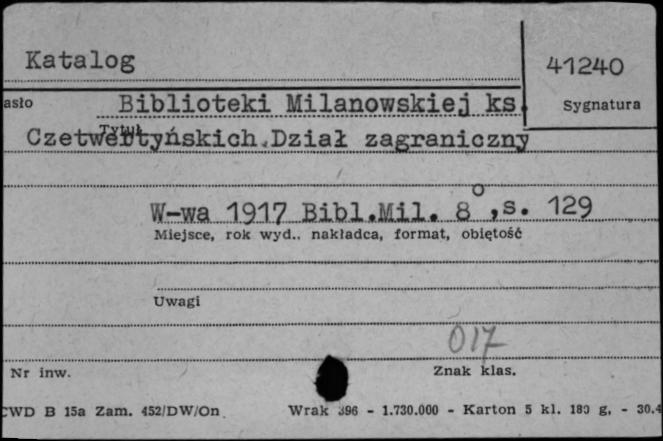 Katalog
41240
asło
Biblioteki Milanowskiej ks.
Sygnatura
Tytuł
Czetwertyńskich.Dział zagraniczny
W-wa 1917 Bibl.Mil. 8°,s. 129
Miejsce, rok wyd., nakładca, format, objętość
Uwagi
017
Nr inw.
Znak klas.
CWD B 15a Zam. 452/DW/On Wrak 396 - 1.730.000 - Karton 5 kl. 180 g, - 30.4